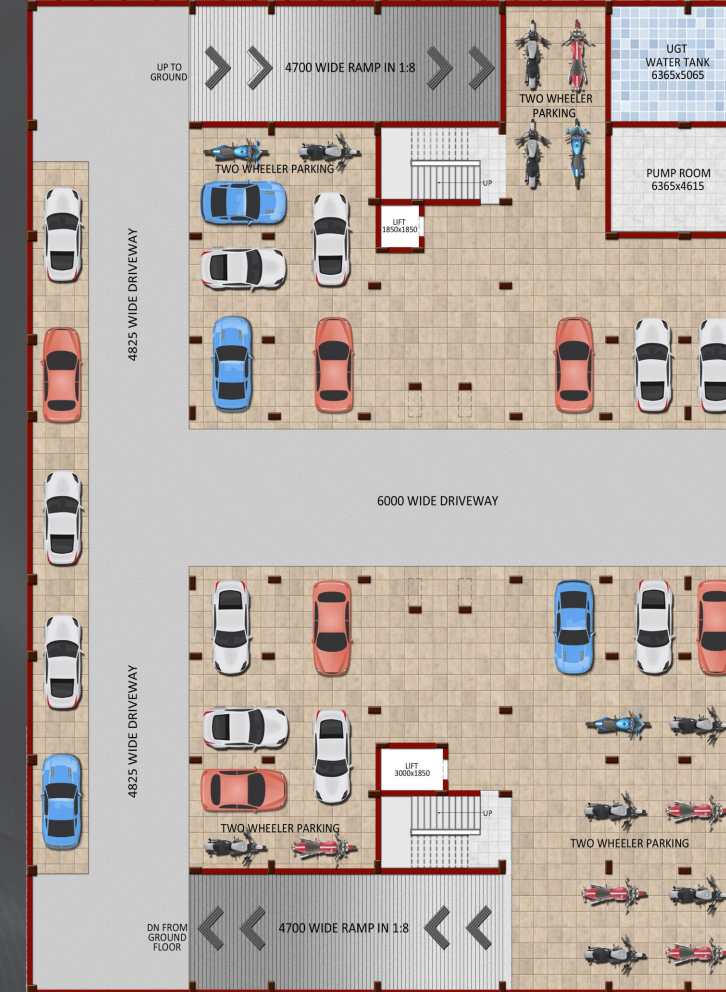 UP TO
GROUND
4700 WIDE RAMP IN 1:8
UGT
WATER TANK
6365x5065
TWO WHEELER
PARKING
TWO WHEELER PARKING
UP
PUMP ROOM
6365x4615
LIFT
1850x1850
4825 WIDE DRIVEWAY
6000 WIDE DRIVEWAY
4825 WIDE DRIVEWAY
LIFT
3000x1850
UP
TWO WHEELER PARKING
TWO WHEELER PARKING
DN FROM
GROUND
FLOOR
4700 WIDE RAMP IN 1:8